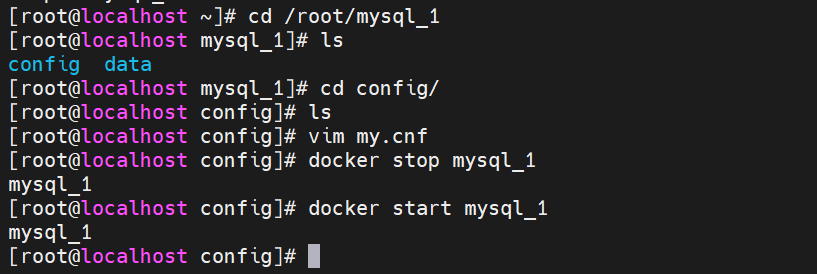 [root@localhost ~]# cd /root/mysql_1
[root@localhost mysql_1]# ls
config data
[root@localhost mysql_1]# cd config/
[root@localhost config]# ls
[root@localhost config]# vim my.cnf
[root@localhost config]# docker stop mysql_1
mysql_1
[root@localhost config]# docker start mysql_1
mysql_1
[root@localhost config]#